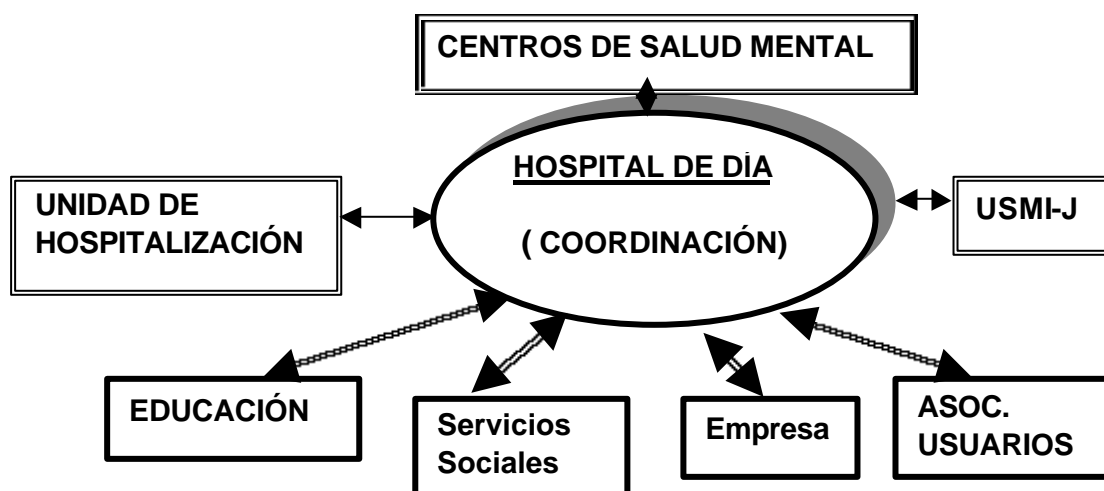 CENTROS DE SALUD MENTAL
HOSPITAL DE DÍA
( COORDINACIÓN)
UNIDAD DE
HOSPITALIZACIÓN
USMI-J
EDUCACIÓN
Servicios
Sociales
Empresa
ASOC.
USUARIOS